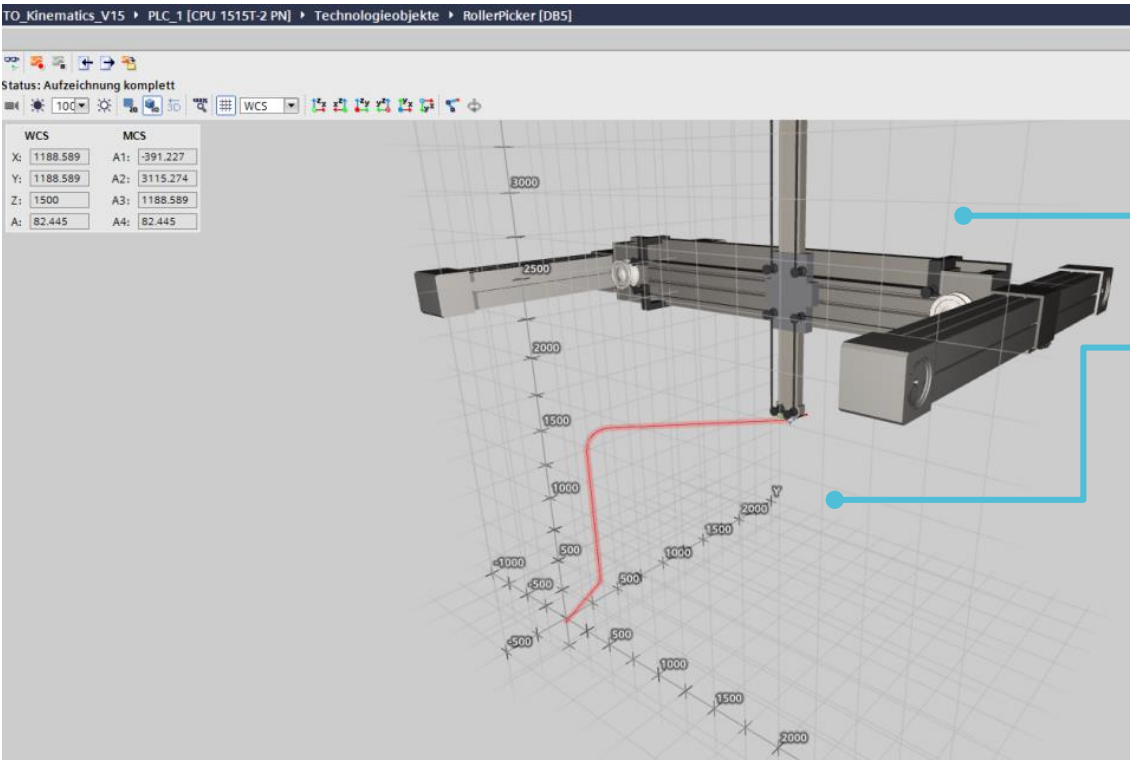 TO_Kinematics_V15 ▸ PLC_1 [CPU 1515T-2 PN] ▸ Technologieobjekte ▸ RollerPicker [DB5]
Status: Aufzeichnung komplett
100 WCS
WCS MCS
X: 1188.589 A1: -391.227
Y: 1188.589 A2: 3115.274
Z: 1500 A3: 1188.589
A: 82.445 A4: 82.445
3000
2500
2000
1500
1000
500
Y
2000
1500
1000
500
-1000
-500
-500
500
1000
1500
2000